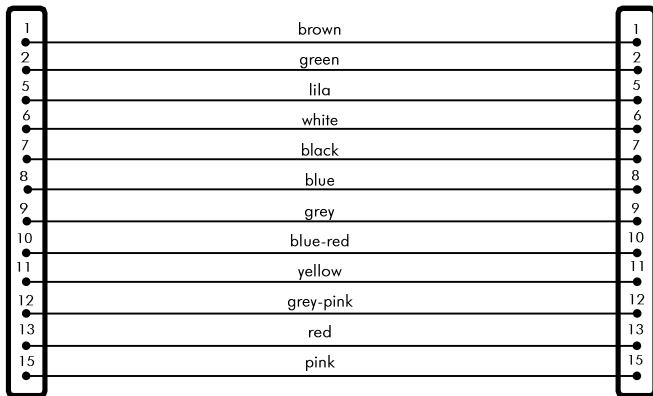 1 brown 1
2 green 2
5 lila 5
6 white 6
7 black 7
8 blue 8
9 grey 9
10 blue-red 10
11 yellow 11
12 grey-pink 12
13 red 13
15 pink 15